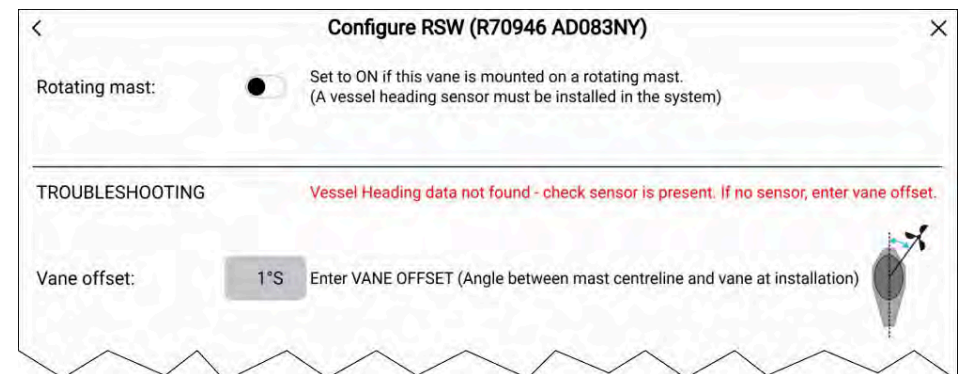 Configure RSW (R70946 AD083NY)
Rotating mast:
Set to ON if this vane is mounted on a rotating mast.
(A vessel heading sensor must be installed in the system)
TROUBLESHOOTING
Vessel Heading data not found - check sensor is present. If no sensor, enter vane offset.
Vane offset:
1°S
Enter VANE OFFSET (Angle between mast centreline and vane at installation)